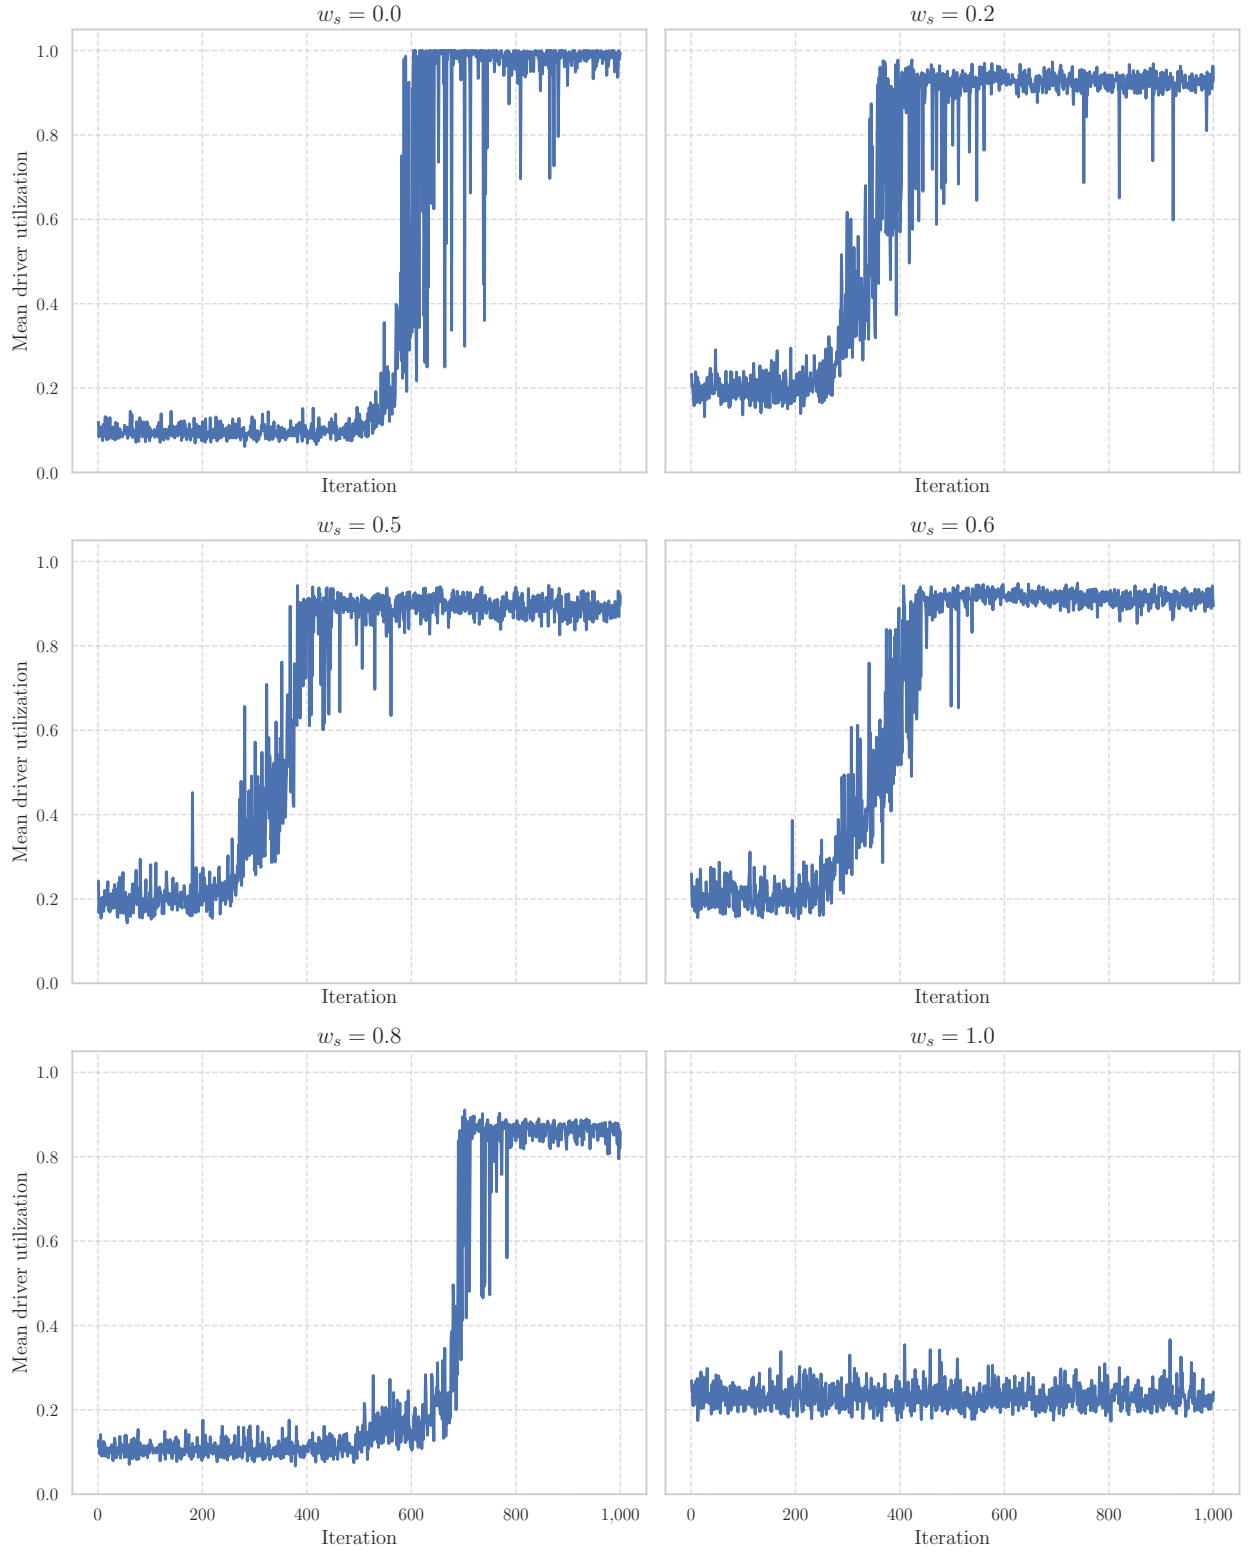 w_s = 0.0
w_s = 0.2
1.0
0.8
0.6
0.4
0.2
0.0
Mean driver utilization
Iteration
Iteration
w_s = 0.5
w_s = 0.6
1.0
0.8
0.6
0.4
0.2
0.0
Mean driver utilization
Iteration
Iteration
w_s = 0.8
w_s = 1.0
1.0
0.8
0.6
0.4
0.2
0.0
Mean driver utilization
0 200 400 600 800 1,000
0 200 400 600 800 1,000
Iteration
Iteration